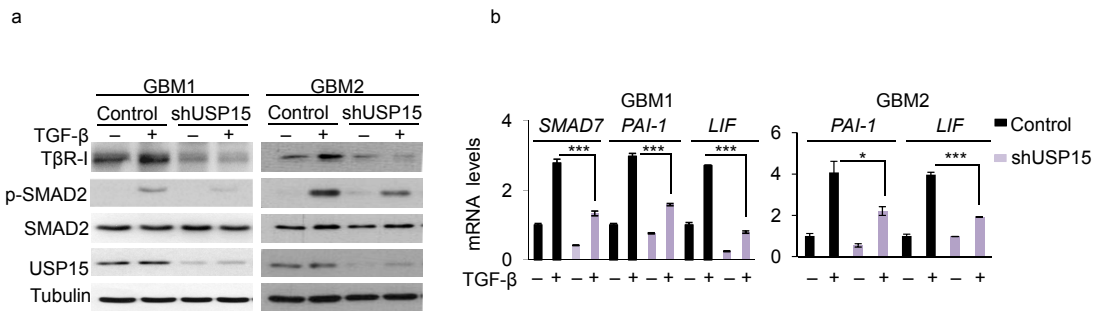 a
GBM1 GBM2
Control shUSP15 Control shUSP15
TGF-β – + – + – + – +
TβR-I
p-SMAD2
SMAD2
USP15
Tubulin
b
GBM1 GBM2
SMAD7 PAI-1 LIF PAI-1 LIF
Control
shUSP15
mRNA levels
4
2
0
6
4
2
0
*** *** *** * ***
TGF-β – + – + – + – + – + – + – + – + – + – +